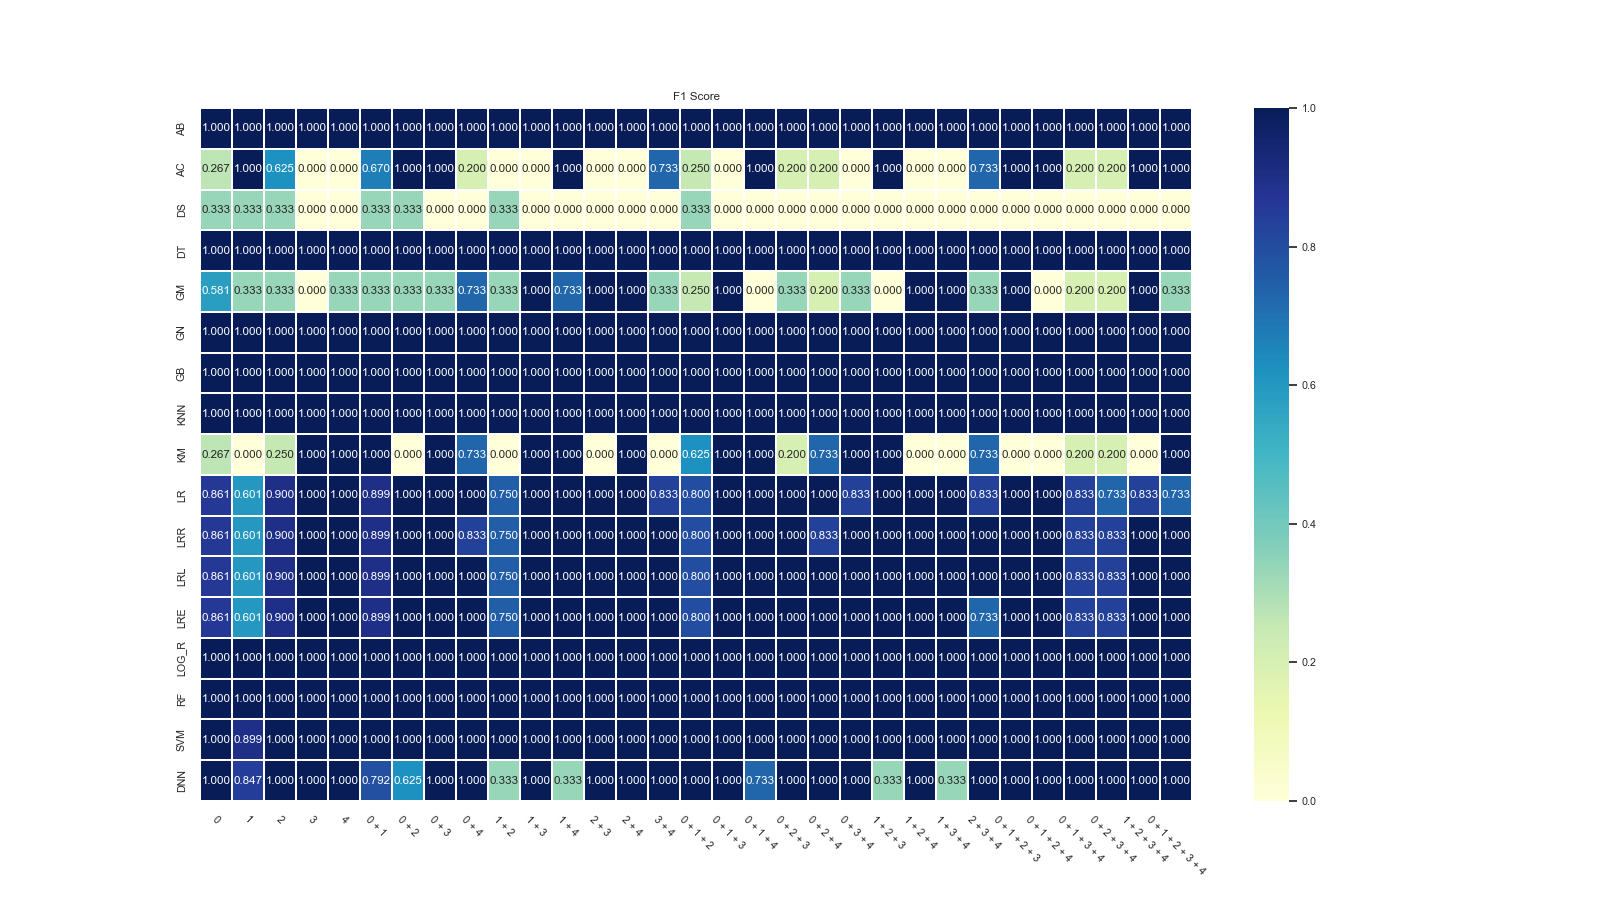 F1 Score
AB 1.000 1.000 1.000 1.000 1.000 1.000 1.000 1.000 1.000 1.000 1.000 1.000 1.000 1.000 1.000 1.000 1.000 1.000 1.000 1.000 1.000 1.000 1.000 1.000 1.000 1.000 1.000 1.000 1.000 1.000 1.000
AC 0.267 1.000 0.625 0.000 0.000 0.670 1.000 1.000 0.200 0.000 0.000 1.000 0.000 0.000 0.733 0.250 0.000 1.000 0.200 0.200 0.000 1.000 0.000 0.000 0.733 1.000 1.000 0.200 0.200 1.000 1.000
DS 0.333 0.333 0.333 0.000 0.000 0.333 0.333 0.000 0.000 0.333 0.000 0.000 0.000 0.000 0.000 0.333 0.000 0.000 0.000 0.000 0.000 0.000 0.000 0.000 0.000 0.000 0.000 0.000 0.000 0.000 0.000
DT 1.000 1.000 1.000 1.000 1.000 1.000 1.000 1.000 1.000 1.000 1.000 1.000 1.000 1.000 1.000 1.000 1.000 1.000 1.000 1.000 1.000 1.000 1.000 1.000 1.000 1.000 1.000 1.000 1.000 1.000 1.000
GM 0.581 0.333 0.333 0.000 0.333 0.333 0.333 0.333 0.733 0.333 1.000 0.733 1.000 1.000 0.333 0.250 1.000 0.000 0.333 0.200 0.333 0.000 1.000 1.000 0.333 1.000 0.000 0.200 0.200 1.000 0.333
GN 1.000 1.000 1.000 1.000 1.000 1.000 1.000 1.000 1.000 1.000 1.000 1.000 1.000 1.000 1.000 1.000 1.000 1.000 1.000 1.000 1.000 1.000 1.000 1.000 1.000 1.000 1.000 1.000 1.000 1.000 1.000
GB 1.000 1.000 1.000 1.000 1.000 1.000 1.000 1.000 1.000 1.000 1.000 1.000 1.000 1.000 1.000 1.000 1.000 1.000 1.000 1.000 1.000 1.000 1.000 1.000 1.000 1.000 1.000 1.000 1.000 1.000 1.000
KNN 1.000 1.000 1.000 1.000 1.000 1.000 1.000 1.000 1.000 1.000 1.000 1.000 1.000 1.000 1.000 1.000 1.000 1.000 1.000 1.000 1.000 1.000 1.000 1.000 1.000 1.000 1.000 1.000 1.000 1.000 1.000
KM 0.267 0.000 0.250 1.000 1.000 1.000 0.000 1.000 0.733 0.000 1.000 1.000 0.000 1.000 0.000 0.625 1.000 1.000 0.200 0.733 1.000 1.000 0.000 0.000 0.733 0.000 0.000 0.200 0.200 0.000 1.000
LR 0.861 0.601 0.900 1.000 1.000 0.899 1.000 1.000 1.000 0.750 1.000 1.000 1.000 1.000 0.833 0.800 1.000 1.000 1.000 1.000 0.833 1.000 1.000 1.000 0.833 1.000 1.000 0.833 0.733 0.833 0.733
LRR 0.861 0.601 0.900 1.000 1.000 0.899 1.000 1.000 0.833 0.750 1.000 1.000 1.000 1.000 1.000 0.800 1.000 1.000 1.000 0.833 1.000 1.000 1.000 1.000 1.000 1.000 1.000 0.833 0.833 1.000 1.000
LRL 0.861 0.601 0.900 1.000 1.000 0.899 1.000 1.000 1.000 0.750 1.000 1.000 1.000 1.000 1.000 0.800 1.000 1.000 1.000 1.000 1.000 1.000 1.000 1.000 1.000 1.000 1.000 0.833 0.833 1.000 1.000
LRE 0.861 0.601 0.900 1.000 1.000 0.899 1.000 1.000 1.000 0.750 1.000 1.000 1.000 1.000 1.000 0.800 1.000 1.000 1.000 1.000 1.000 1.000 1.000 1.000 0.733 1.000 1.000 0.833 0.833 1.000 1.000
LOG_R 1.000 1.000 1.000 1.000 1.000 1.000 1.000 1.000 1.000 1.000 1.000 1.000 1.000 1.000 1.000 1.000 1.000 1.000 1.000 1.000 1.000 1.000 1.000 1.000 1.000 1.000 1.000 1.000 1.000 1.000 1.000
RF 1.000 1.000 1.000 1.000 1.000 1.000 1.000 1.000 1.000 1.000 1.000 1.000 1.000 1.000 1.000 1.000 1.000 1.000 1.000 1.000 1.000 1.000 1.000 1.000 1.000 1.000 1.000 1.000 1.000 1.000 1.000
SVM 1.000 0.899 1.000 1.000 1.000 1.000 1.000 1.000 1.000 1.000 1.000 1.000 1.000 1.000 1.000 1.000 1.000 1.000 1.000 1.000 1.000 1.000 1.000 1.000 1.000 1.000 1.000 1.000 1.000 1.000 1.000
DNN 1.000 0.847 1.000 1.000 1.000 0.792 0.625 1.000 1.000 0.333 1.000 0.333 1.000 1.000 1.000 1.000 1.000 0.733 1.000 1.000 1.000 0.333 1.000 0.333 1.000 1.000 1.000 1.000 1.000 1.000 1.000
0
1
2
3
4
0 + 1
0 + 2
0 + 3
0 + 4
1 + 2
1 + 3
1 + 4
2 + 3
2 + 4
3 + 4
0 + 1 + 2
0 + 1 + 3
0 + 1 + 4
0 + 2 + 3
0 + 2 + 4
0 + 3 + 4
1 + 2 + 3
1 + 2 + 4
1 + 3 + 4
2 + 3 + 4
0 + 1 + 2 + 3
0 + 1 + 2 + 4
0 + 1 + 3 + 4
0 + 2 + 3 + 4
1 + 2 + 3 + 4
0 + 1 + 2 + 3 + 4
1.0
0.8
0.6
0.4
0.2
0.0